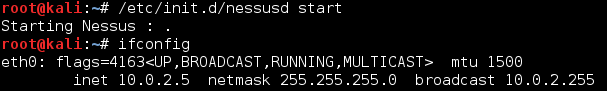 root@kali:~# /etc/init.d/nessusd start
Starting Nessus : .
root@kali:~# ifconfig
eth0: flags=4163<UP,BROADCAST,RUNNING,MULTICAST>  mtu 1500
        inet 10.0.2.5  netmask 255.255.255.0  broadcast 10.0.2.255